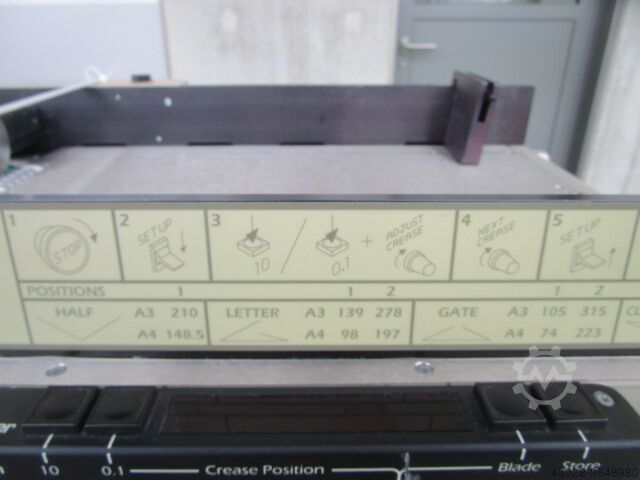 1 2 3 4 5
STOP SET UP 10 / 0.1 + ADJUST CREASE NEXT CREASE SET UP
POSITIONS 1 1 2 1 2
HALF A3 210 LETTER A3 139 278 GATE A3 105 315
A4 148.5 A4 98 197 A4 74 223
10 0.1 Crease Position Blade Store